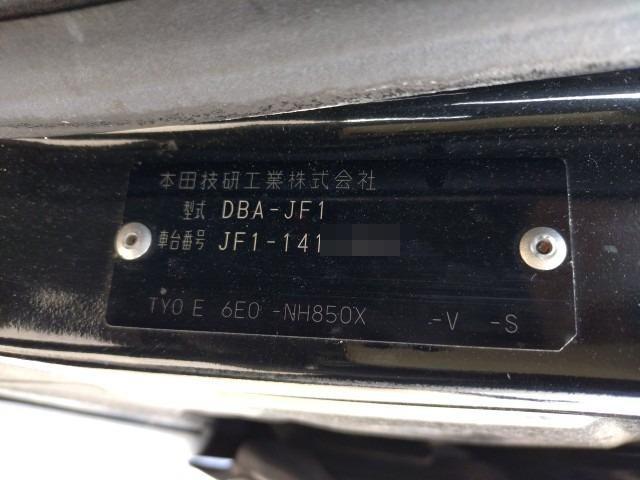 本田技研工業株式会社
型式 DBA-JF1
車台番号 JF1-141
TYO E 6E0 -NH850X -V -S